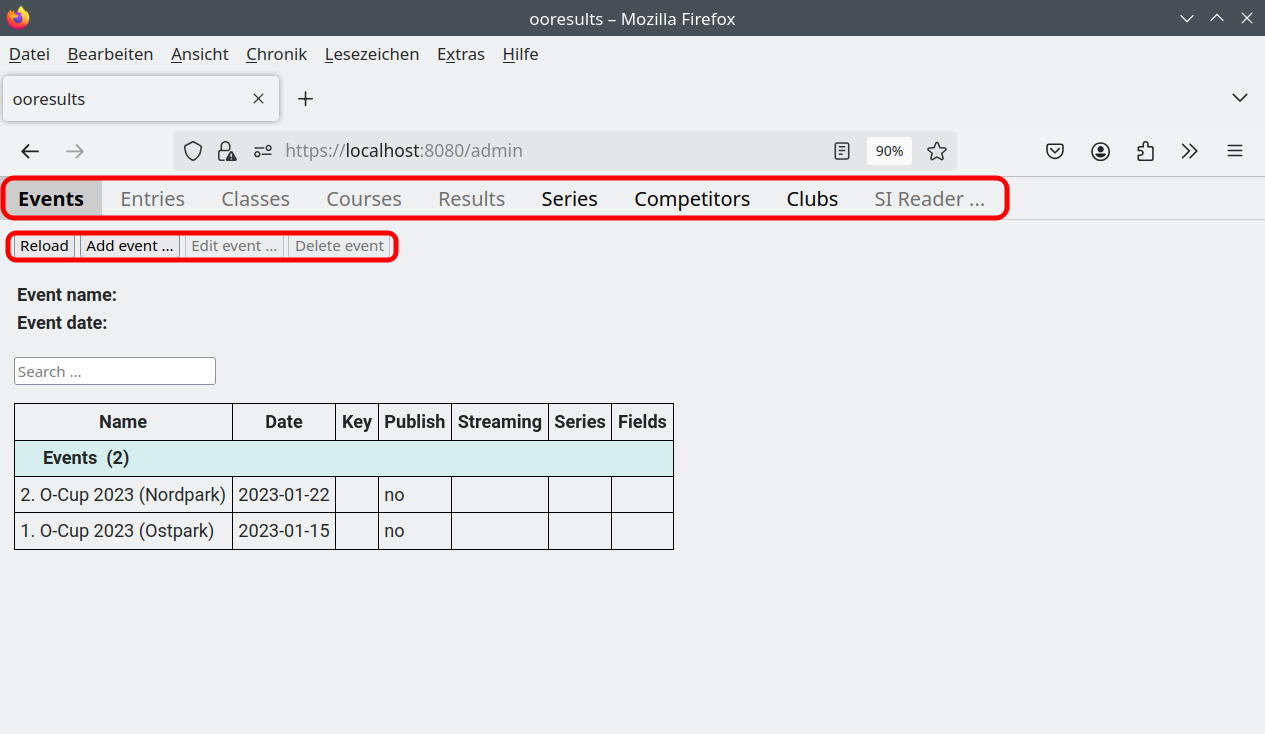 ooresults – Mozilla Firefox
Datei Bearbeiten Ansicht Chronik Lesezeichen Extras Hilfe
ooresults
https://localhost:8080/admin 90%
Events Entries Classes Courses Results Series Competitors Clubs SI Reader ...
Reload Add event ... Edit event ... Delete event
Event name:
Event date:
Search ...
Name Date Key Publish Streaming Series Fields
Events (2)
2. O-Cup 2023 (Nordpark) 2023-01-22 no
1. O-Cup 2023 (Ostpark) 2023-01-15 no